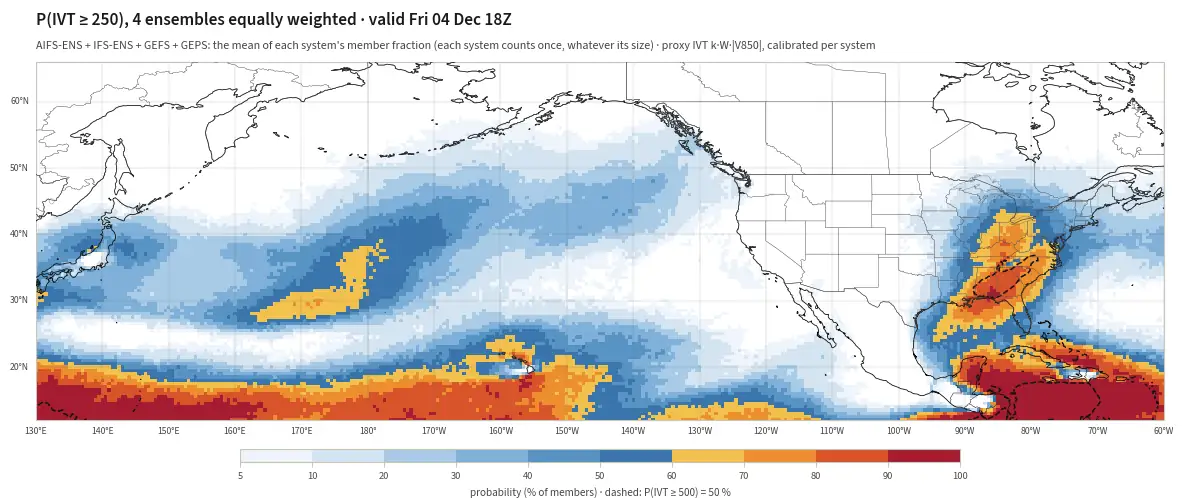 P(IVT ≥ 250), 4 ensembles equally weighted · valid Fri 04 Dec 18Z
AIFS-ENS + IFS-ENS + GEFS + GEPS: the mean of each system's member fraction (each system counts once, whatever its size) · proxy IVT k·W·|V850|, calibrated per system
60°N
50°N
40°N
30°N
20°N
130°E 140°E 150°E 160°E 170°E 180° 170°W 160°W 150°W 140°W 130°W 120°W 110°W 100°W 90°W 80°W 70°W 60°W
5 10 20 30 40 50 60 70 80 90 100
probability (% of members) · dashed: P(IVT ≥ 500) = 50 %